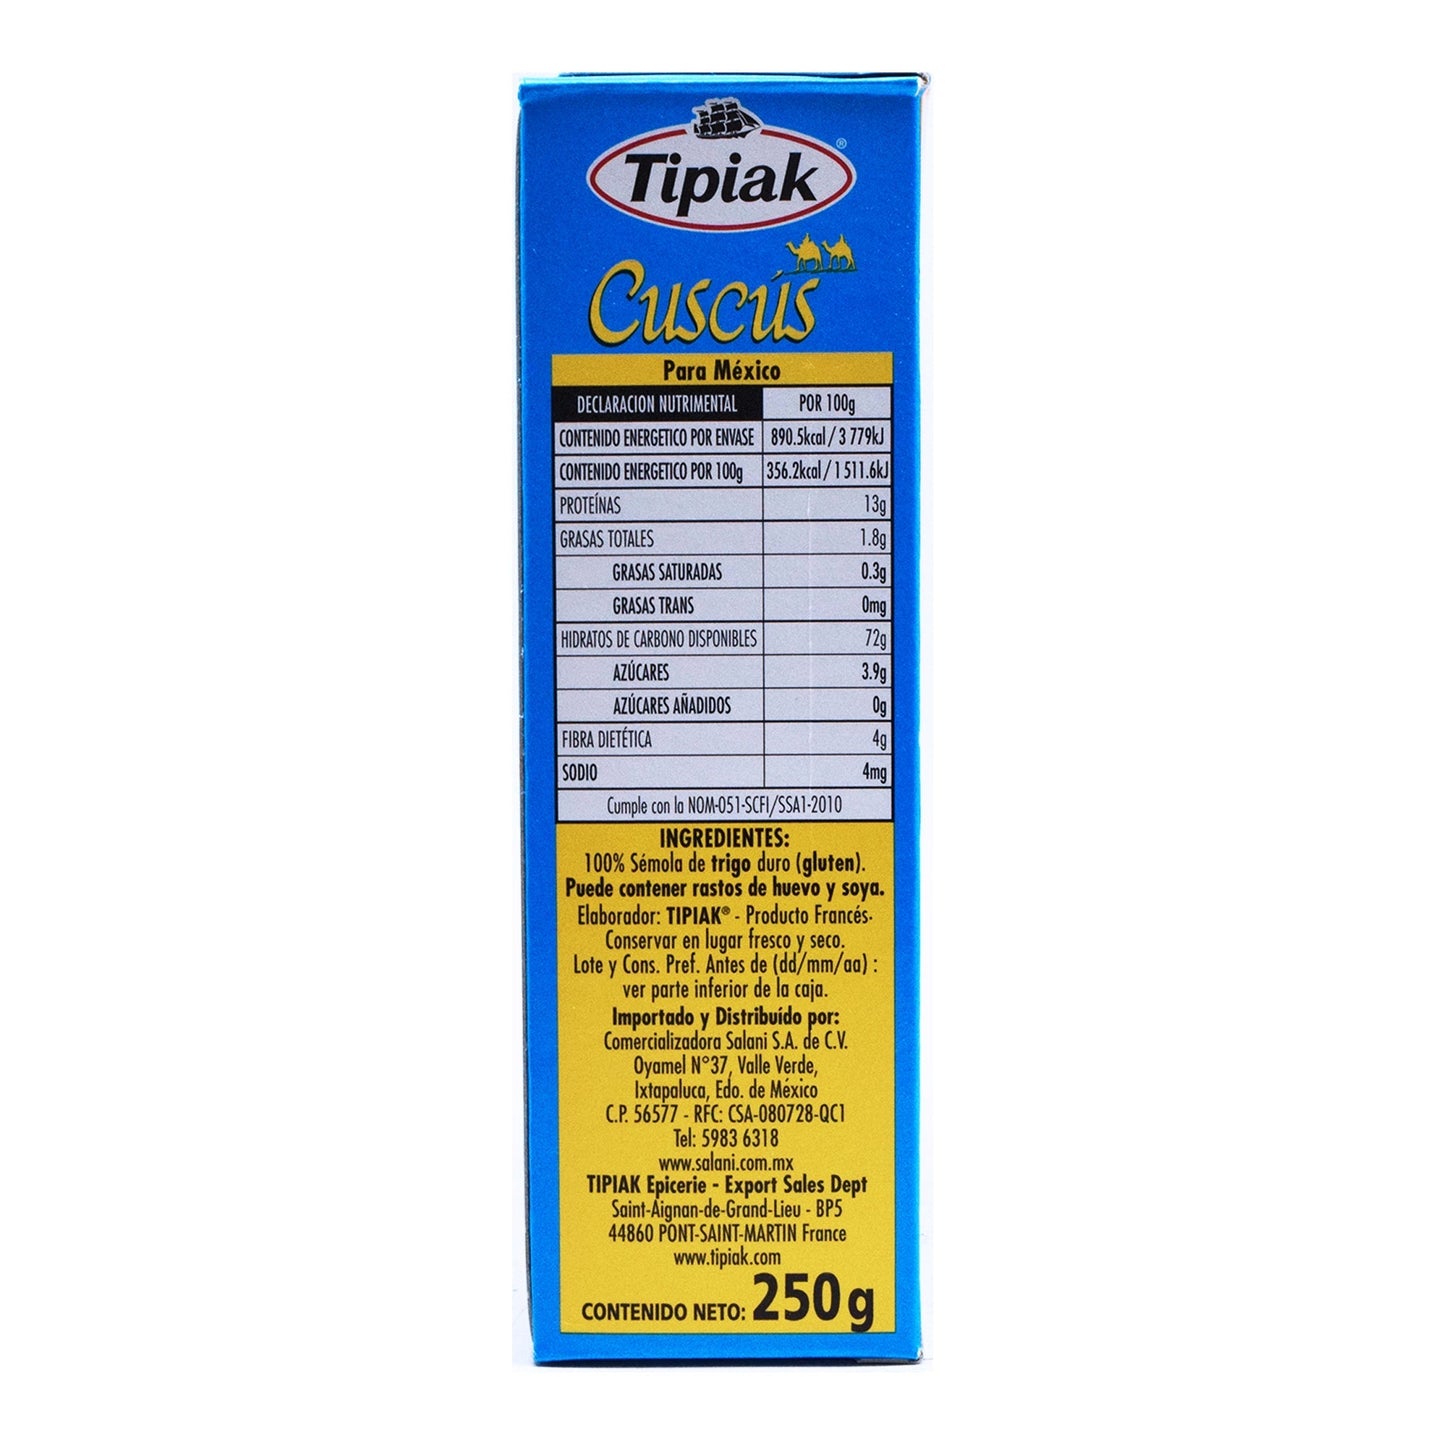 Tipiak®
Cuscús
Para México
DECLARACION NUTRIMENTAL POR 100g
CONTENIDO ENERGETICO POR ENVASE 890.5kcal / 3 779kJ
CONTENIDO ENERGETICO POR 100g 356.2kcal / 1 511.6kJ
PROTEÍNAS 13g
GRASAS TOTALES 1.8g
GRASAS SATURADAS 0.3g
GRASAS TRANS 0mg
HIDRATOS DE CARBONO DISPONIBLES 72g
AZÚCARES 3.9g
AZÚCARES AÑADIDOS 0g
FIBRA DIETÉTICA 4g
SODIO 4mg
Cumple con la NOM-051-SCFI/SSA1-2010
INGREDIENTES:
100% Sémola de trigo duro (gluten).
Puede contener rastos de huevo y soya.
Elaborador: TIPIAK® - Producto Francés-
Conservar en lugar fresco y seco.
Lote y Cons. Pref. Antes de (dd/mm/aa) :
ver parte inferior de la caja.
Importado y Distribuído por:
Comercializadora Salani S.A. de C.V.
Oyamel N°37, Valle Verde,
Ixtapaluca, Edo. de México
C.P. 56577 - RFC: CSA-080728-QC1
Tel: 5983 6318
www.salani.com.mx
TIPIAK Epicerie - Export Sales Dept
Saint-Aignan-de-Grand-Lieu - BP5
44860 PONT-SAINT-MARTIN France
www.tipiak.com
CONTENIDO NETO: 250g